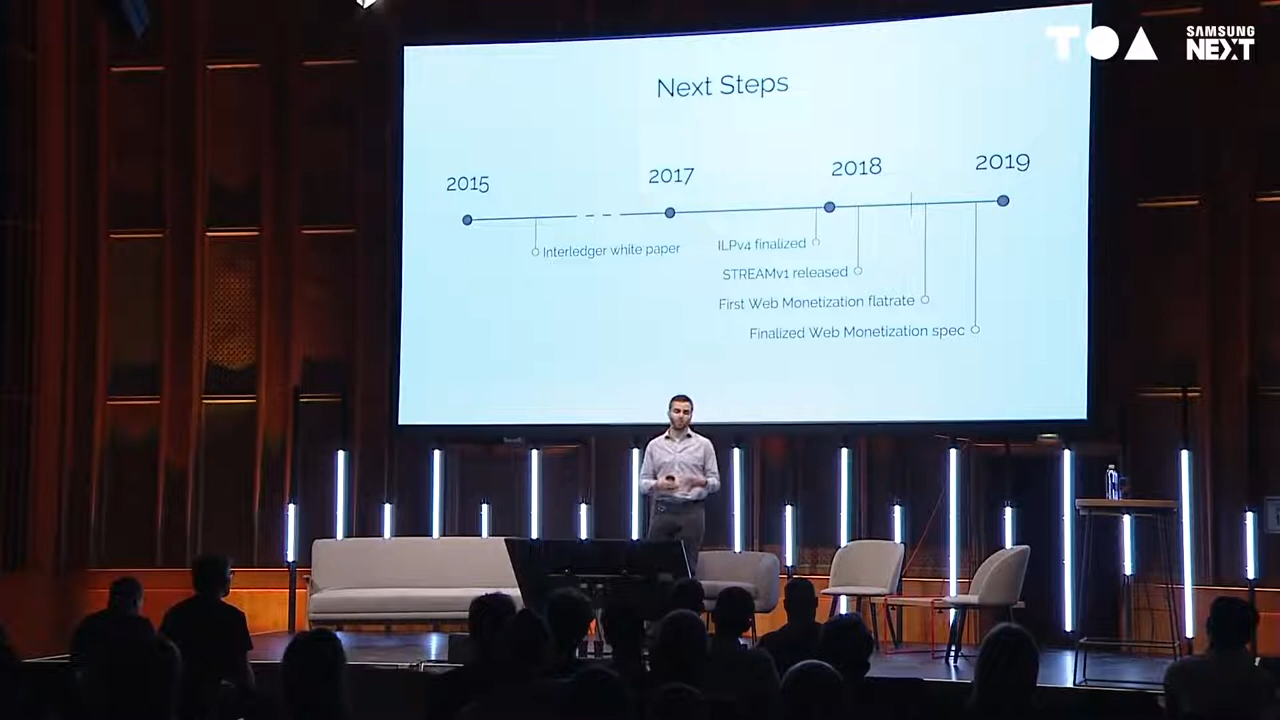 TOA
SAMSUNG
NEXT
Next Steps
2015
2017
2018
2019
Interledger white paper
ILPv4 finalized
STREAMv1 released
First Web Monetization flatrate
Finalized Web Monetization spec